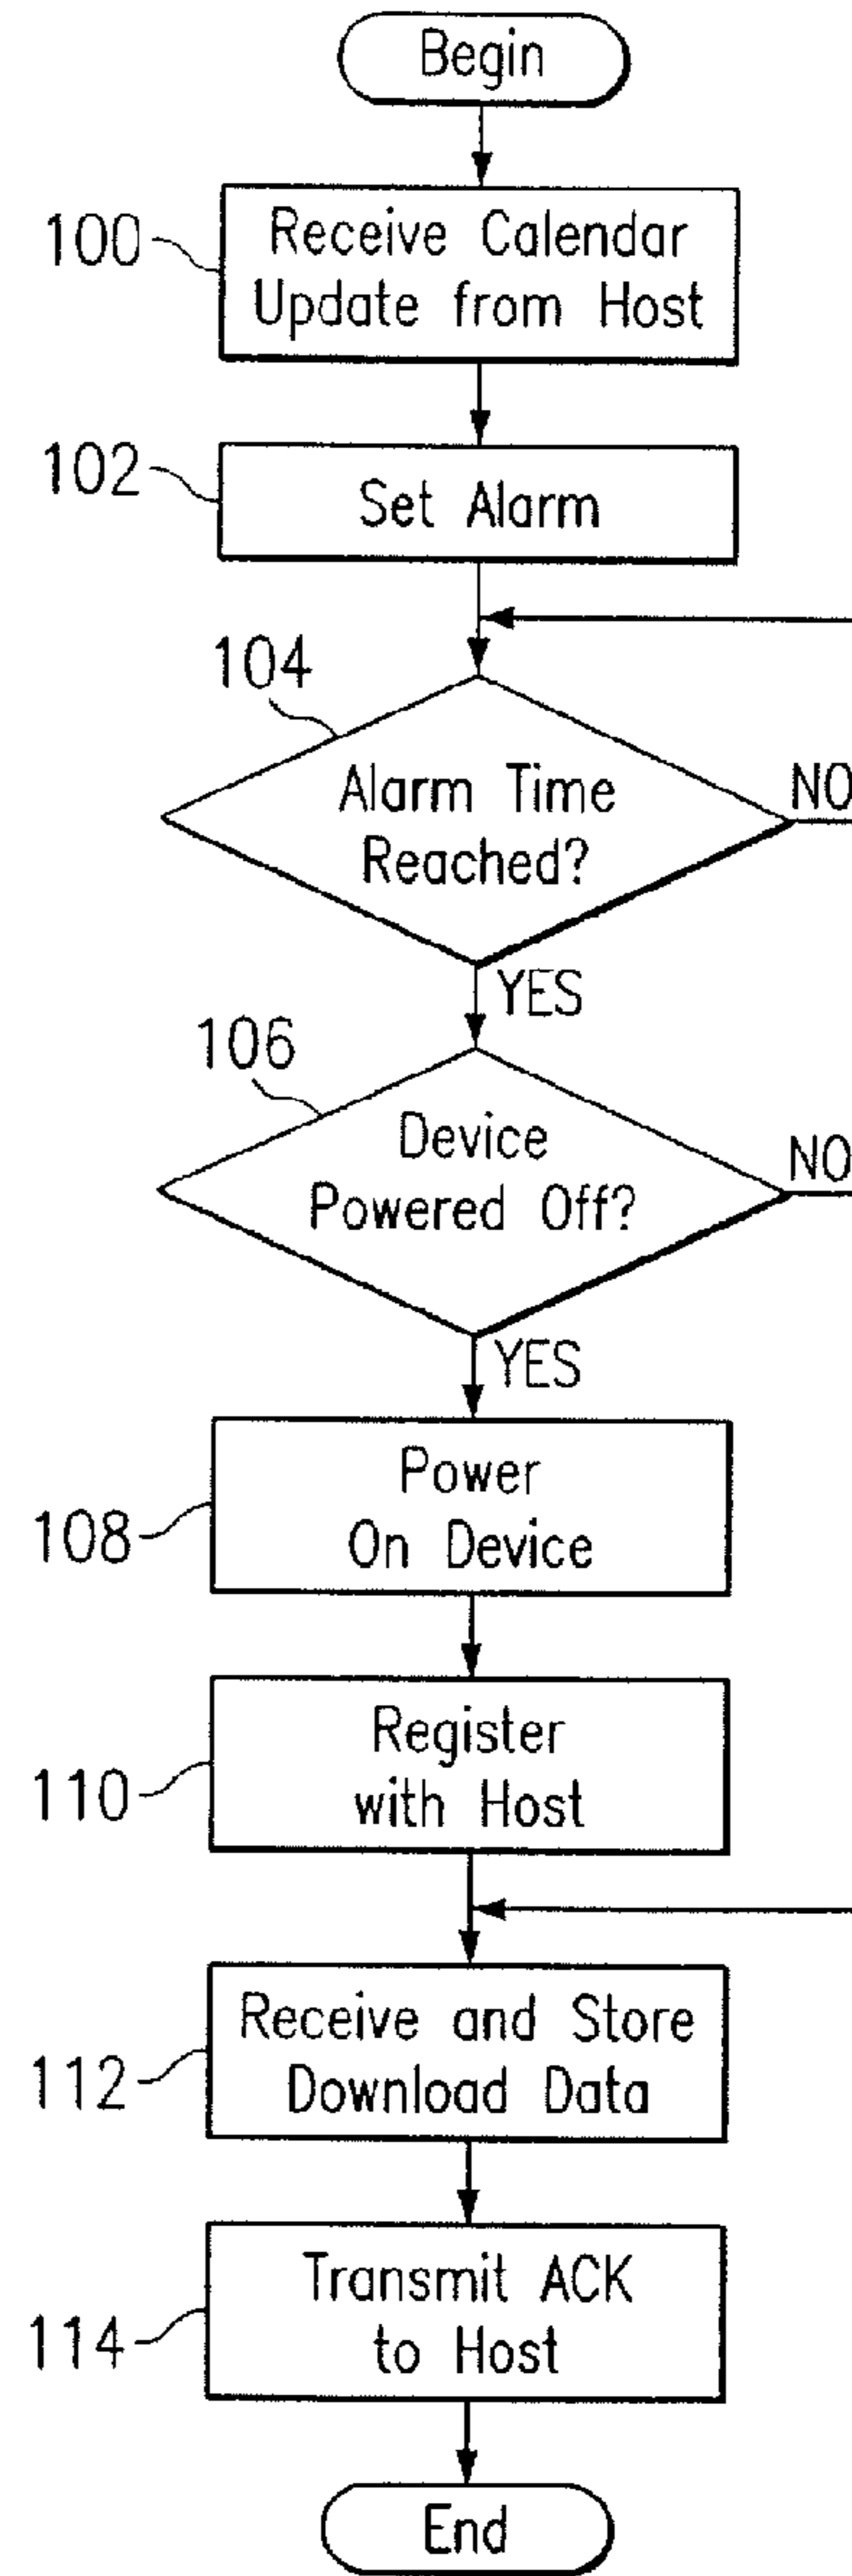 Begin
100
Receive Calendar
Update from Host
102
Set Alarm
104
Alarm Time
Reached?
NO
YES
106
Device
Powered Off?
NO
YES
108
Power
On Device
110
Register
with Host
112
Receive and Store
Download Data
114
Transmit ACK
to Host
End